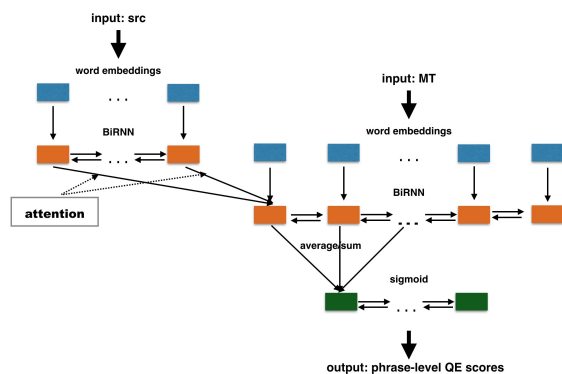 input: src
word embeddings
. . .
BiRNN
. . .
attention
input: MT
word embeddings
. . .
BiRNN
. . .
average/sum
sigmoid
. . .
output: phrase-level QE scores